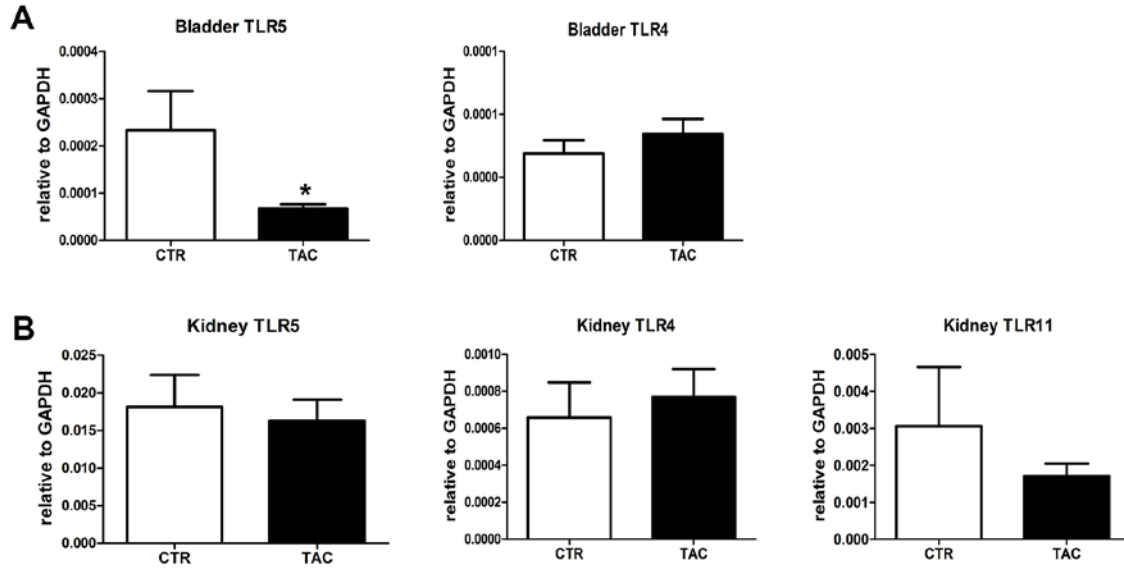 A
Bladder TLR5
relative to GAPDH
0.0004
0.0003
0.0002
0.0001
0.0000
*
CTR
TAC
Bladder TLR4
relative to GAPDH
0.0001
0.0001
0.0000
0.0000
CTR
TAC
B
Kidney TLR5
relative to GAPDH
0.025
0.020
0.015
0.010
0.005
0.000
CTR
TAC
Kidney TLR4
relative to GAPDH
0.0010
0.0008
0.0006
0.0004
0.0002
0.0000
CTR
TAC
Kidney TLR11
relative to GAPDH
0.005
0.004
0.003
0.002
0.001
0.000
CTR
TAC